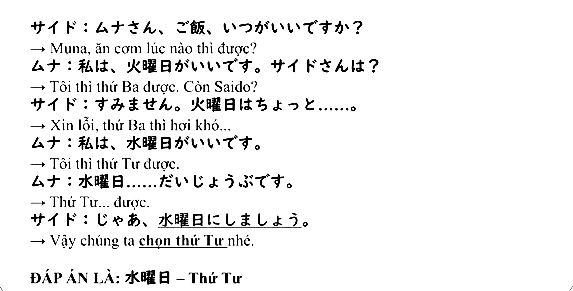 サイド：ムナさん、ご飯、いつがいいですか？
→ Muna, ăn cơm lúc nào thì được?
ムナ：私は、火曜日がいいです。サイドさんは？
→ Tôi thì thứ Ba được. Còn Saido?
サイド：すみません。火曜日はちょっと……。
→ Xin lỗi, thứ Ba thì hơi khó...
ムナ：私は、水曜日がいいです。
→ Tôi thì thứ Tư được.
ムナ：水曜日……だいじょうぶです。
→ Thứ Tư... được.
サイド：じゃあ、水曜日にしましょう。
→ Vậy chúng ta chọn thứ Tư nhé.
ĐÁP ÁN LÀ: 水曜日 – Thứ Tư